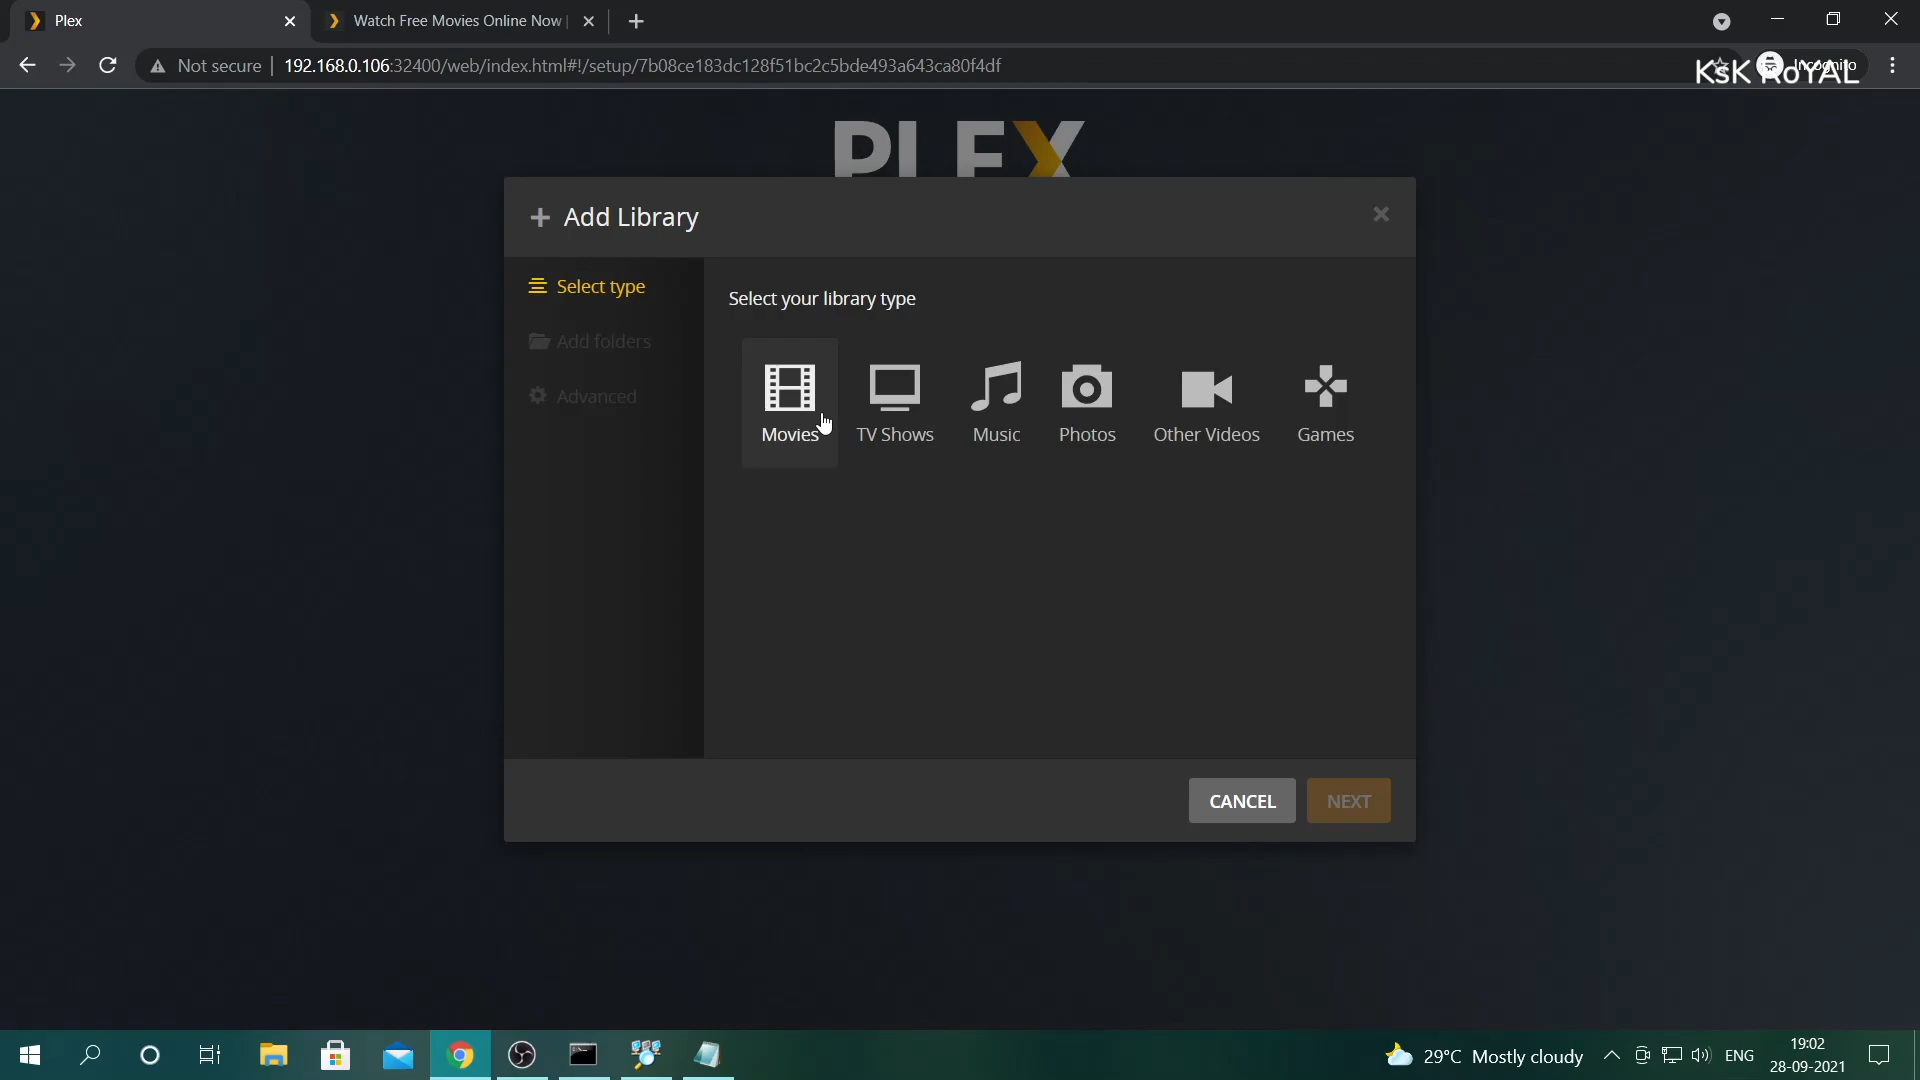 Plex
Watch Free Movies Online Now
Not secure
192.168.0.106:32400/web/index.html#!/setup/7b08ce183dc128f51bc2c5bde493a643ca80f4df
Incognito
KsK RoYAL
PLEX
Add Library
Select type
Add folders
Advanced
Select your library type
Movies
TV Shows
Music
Photos
Other Videos
Games
CANCEL
NEXT
29°C Mostly cloudy
ENG
19:02
28-09-2021